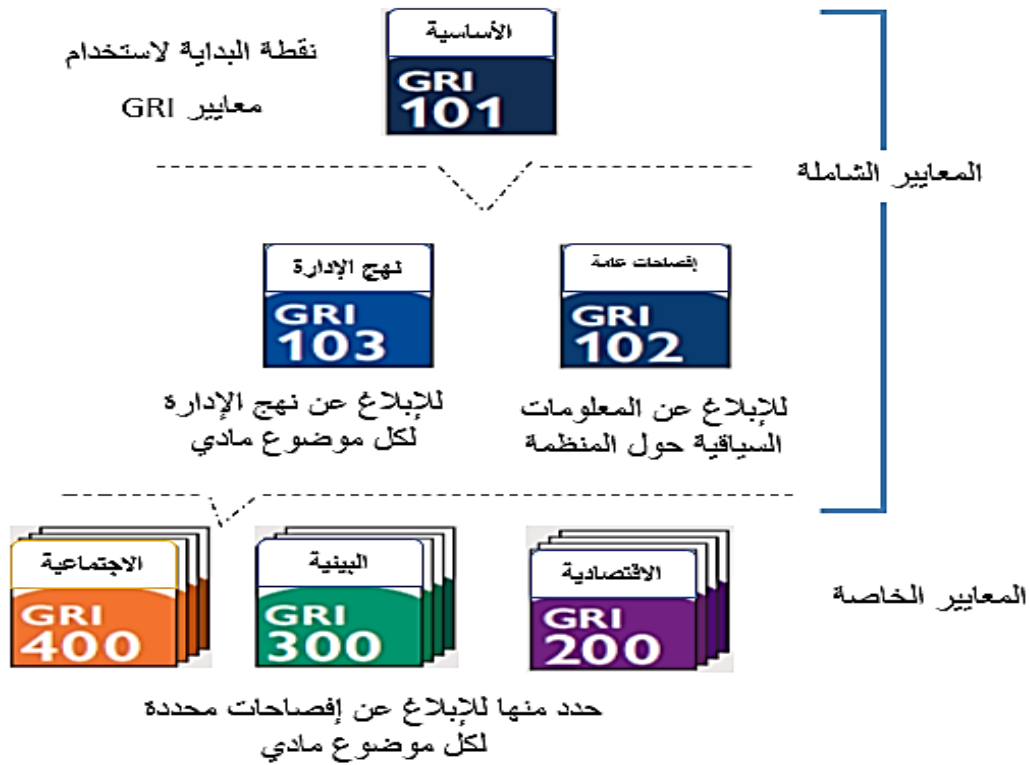 الأساسية
GRI
101
نقطة البداية لاستخدام
معايير GRI
المعايير الشاملة
إفصاحات عامة
GRI
102
للإبلاغ عن المعلومات
السياقية حول المنظمة
نهج الإدارة
GRI
103
للإبلاغ عن نهج الإدارة
لكل موضوع مادي
المعايير الخاصة
الاقتصادية
GRI
200
البيئية
GRI
300
الاجتماعية
GRI
400
حدد منها للإبلاغ عن إفصاحات محددة
لكل موضوع مادي